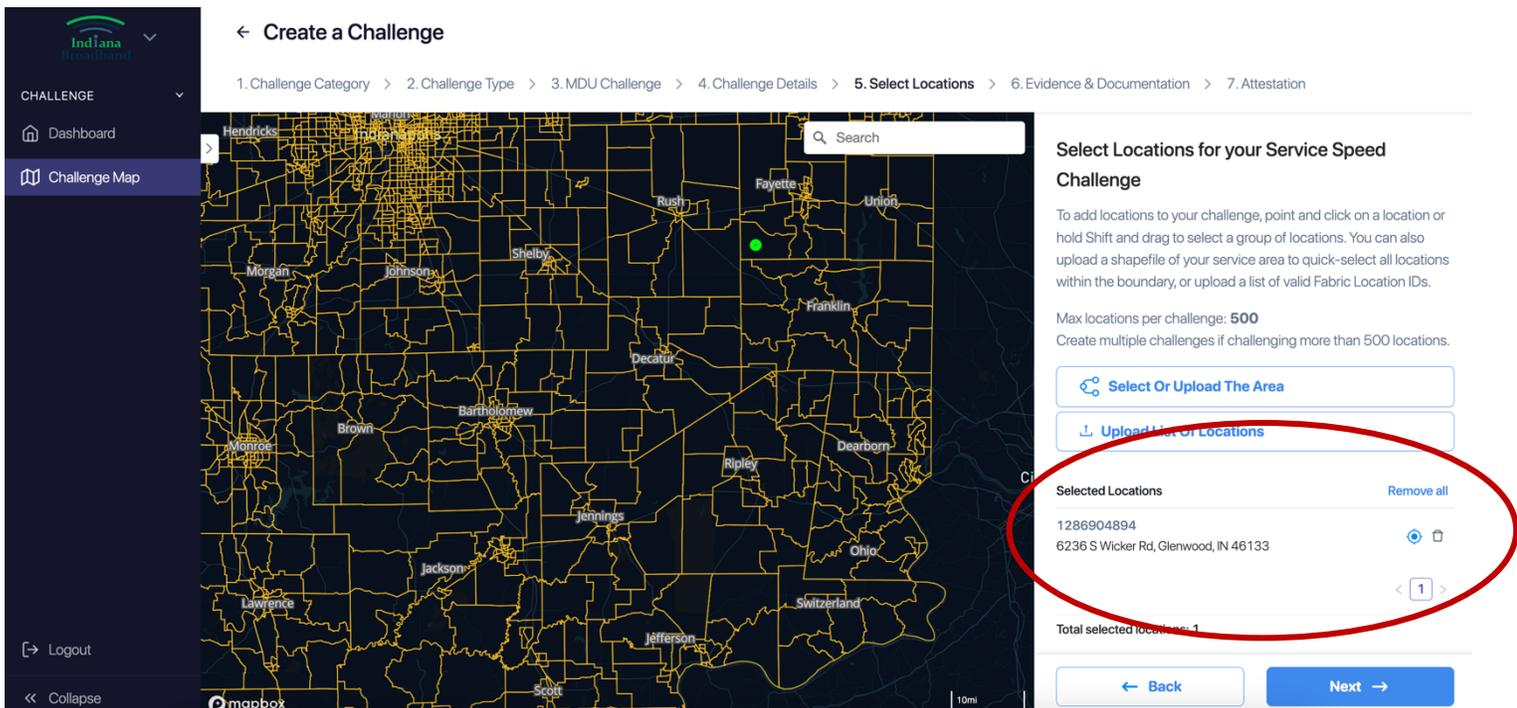 Indiana
Broadband
CHALLENGE
Dashboard
Challenge Map
Logout
Collapse
Create a Challenge
1. Challenge Category > 2. Challenge Type > 3. MDU Challenge > 4. Challenge Details > 5. Select Locations > 6. Evidence & Documentation > 7. Attestation
Search
Marion
Hendricks
Indianapolis
Fayette
Rush
Union
Shelby
Morgan
Johnson
Franklin
Decatur
Bartholomew
Brown
Monroe
Dearborn
Ripley
Ci
Jennings
Ohio
Jackson
Lawrence
Switzerland
Jefferson
Scott
mapbox
10mi
Select Locations for your Service Speed
Challenge
To add locations to your challenge, point and click on a location or
hold Shift and drag to select a group of locations. You can also
upload a shapefile of your service area to quick-select all locations
within the boundary, or upload a list of valid Fabric Location IDs.
Max locations per challenge: 500
Create multiple challenges if challenging more than 500 locations.
Select Or Upload The Area
Upload List Of Locations
Selected Locations
Remove all
1286904894
6236 S Wicker Rd, Glenwood, IN 46133
< 1 >
Total selected locations: 1
Back
Next